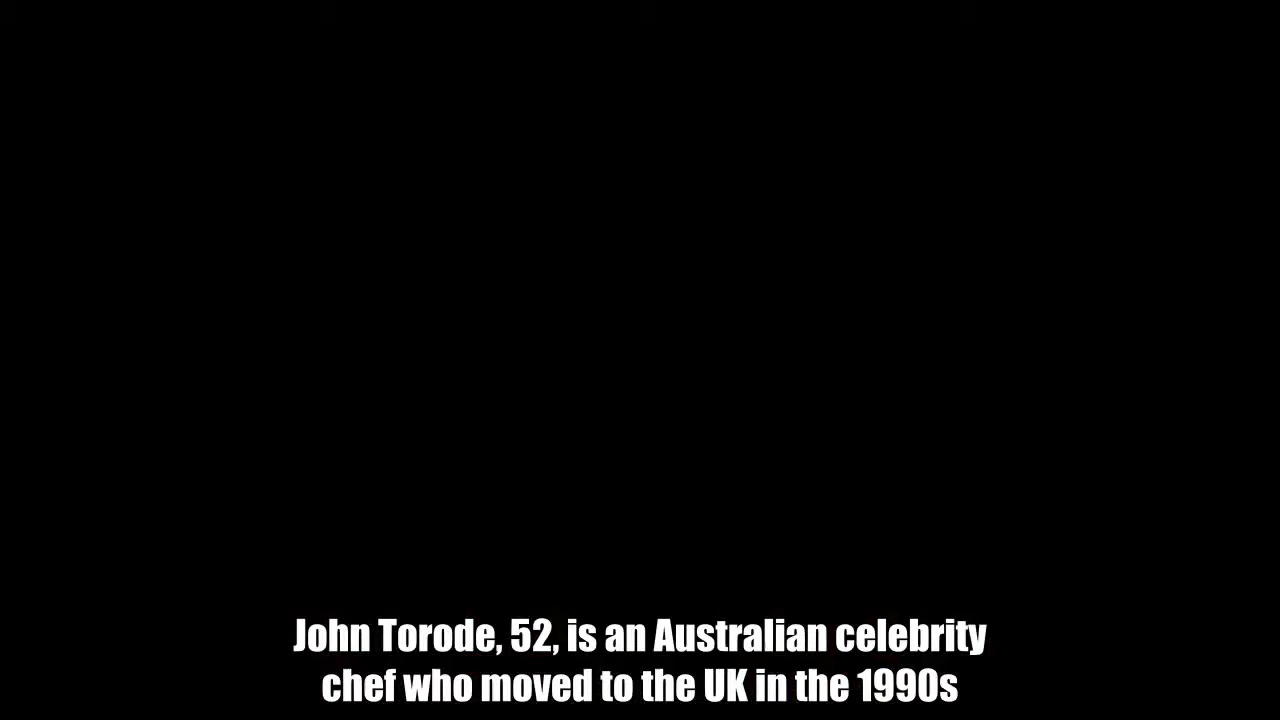 John Torode, 52, is an Australian celebrity
chef who moved to the UK in the 1990s